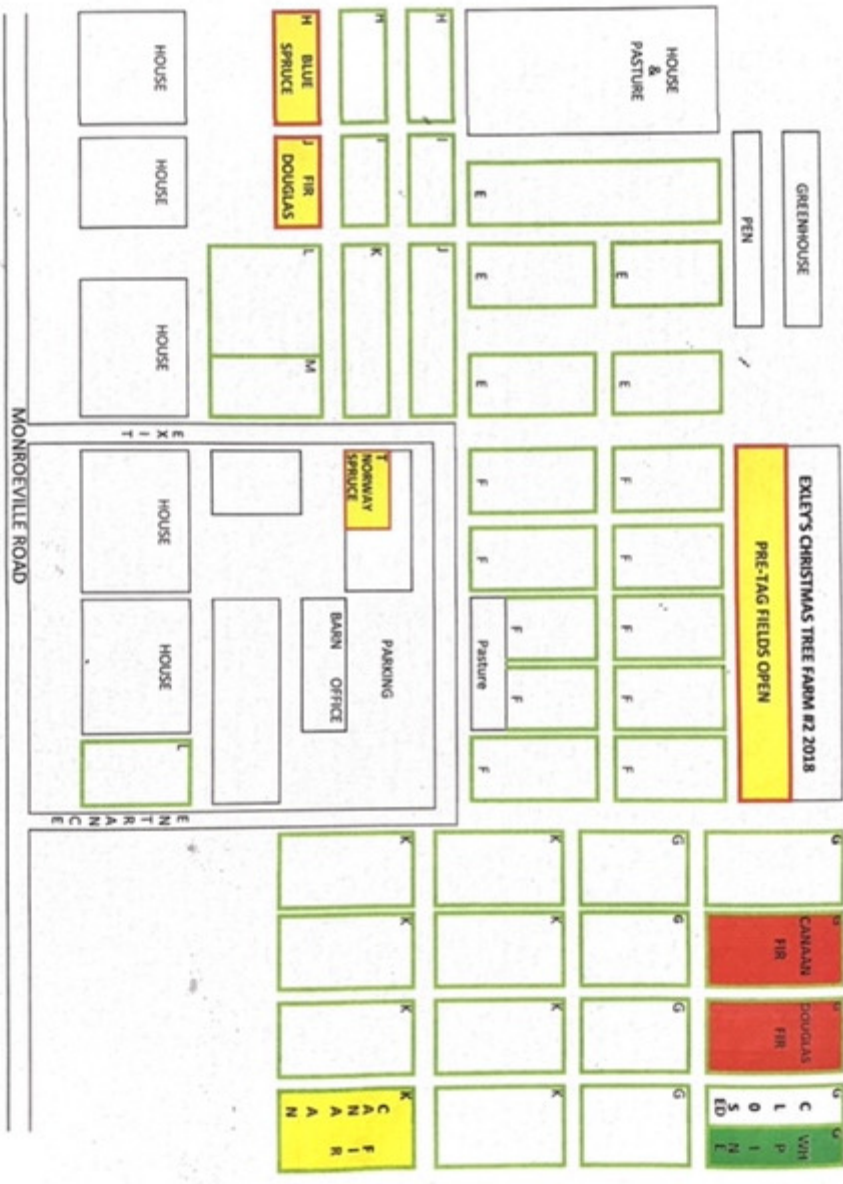 GREENHOUSE
EXLEY'S CHRISTMAS TREE FARM #2 2018
PEN
PRE-TAG FIELDS OPEN
G
G
CANAAN
FIR
G
DOUGLAS
FIR
G
CLOSED
G
WH
PINE
HOUSE
&
PASTURE
E
E
F
F
F
F
F
G
G
G
G
E
E
E
F
F
F
F
F
Pasture
K
K
K
K
H
I
J
H
I
K
H BLUE
SPRUCE
J FIR
DOUGLAS
L
M
T
NORWAY
SPRUCE
PARKING
BARN OFFICE
K
K
K
K
CANAAN
FIR
HOUSE
HOUSE
HOUSE
EXIT
HOUSE
HOUSE
L
ENTRANCE
MONROEVILLE ROAD